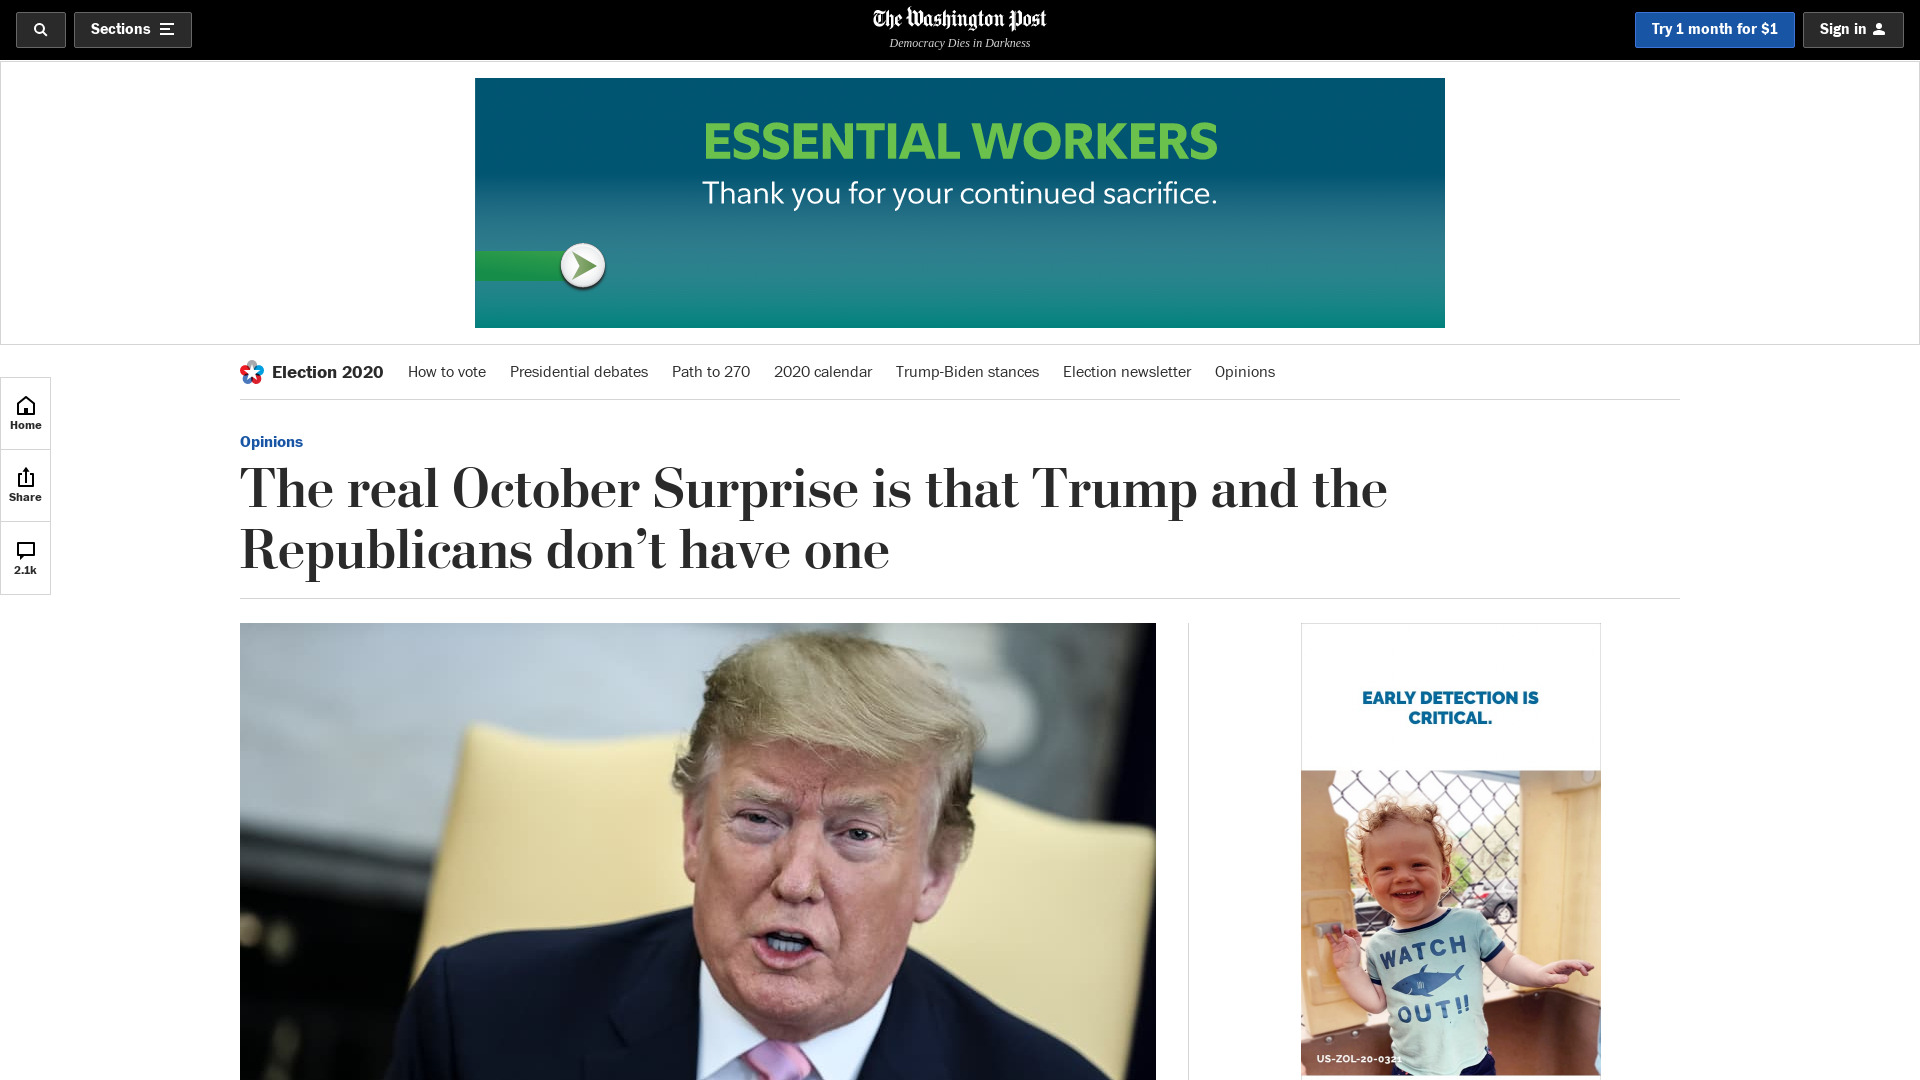 Sections
The Washington Post
Democracy Dies in Darkness
Try 1 month for $1
Sign in
ESSENTIAL WORKERS
Thank you for your continued sacrifice.
Election 2020
How to vote
Presidential debates
Path to 270
2020 calendar
Trump-Biden stances
Election newsletter
Opinions
Home
Share
2.1k
Opinions
The real October Surprise is that Trump and the
Republicans don’t have one
EARLY DETECTION IS
CRITICAL.
WATCH
OUT!!
US-ZOL-20-0321